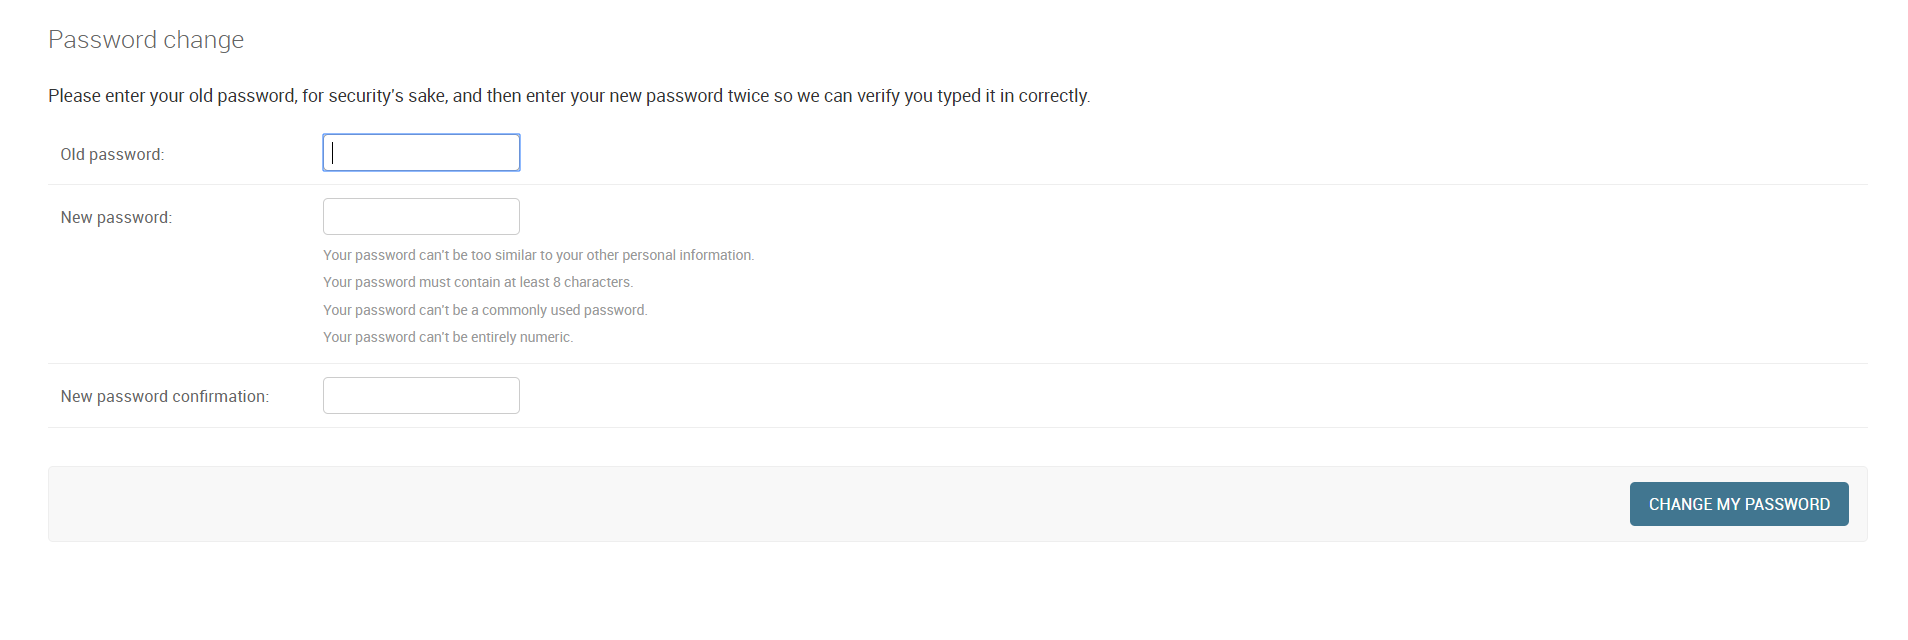 Password change
Please enter your old password, for security's sake, and then enter your new password twice so we can verify you typed it in correctly.
Old password:
New password:
Your password can't be too similar to your other personal information.
Your password must contain at least 8 characters.
Your password can't be a commonly used password.
Your password can't be entirely numeric.
New password confirmation:
CHANGE MY PASSWORD